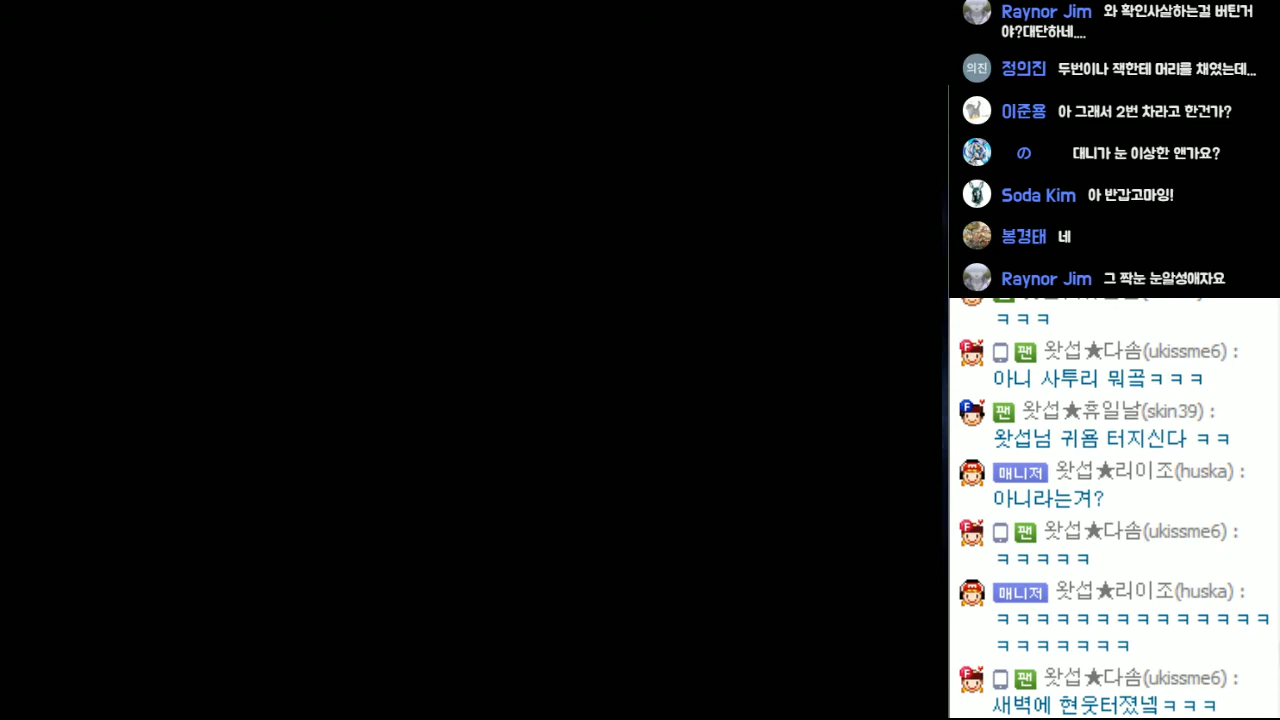 Raynor Jim 와 확인사살하는걸 버틴거
야?대단하네....
의진 정의진 두번이나 잭한테 머리를 채였는데...
이준용 아 그래서 2번 차라고 한건가?
の 대니가 눈 이상한 앤가요?
Soda Kim 아 반갑고마잉!
봉경태 네
Raynor Jim 그 짝눈 눈알성애자요
ㅋㅋㅋ
팬 왓섭★다솜(ukissme6) :
아니 사투리 뭐곸ㅋㅋㅋ
팬 왓섭★휴일날(skin39) :
왓섭님 귀욤 터지신다 ㅋㅋ
매니저 왓섭★리이조(huska) :
아니라는겨?
팬 왓섭★다솜(ukissme6) :
ㅋㅋㅋㅋㅋ
매니저 왓섭★리이조(huska) :
ㅋㅋㅋㅋㅋㅋㅋㅋㅋㅋㅋㅋㅋㅋ
ㅋㅋㅋㅋㅋㅋㅋ
팬 왓섭★다솜(ukissme6) :
새벽에 현웃터졌넼ㅋㅋㅋ